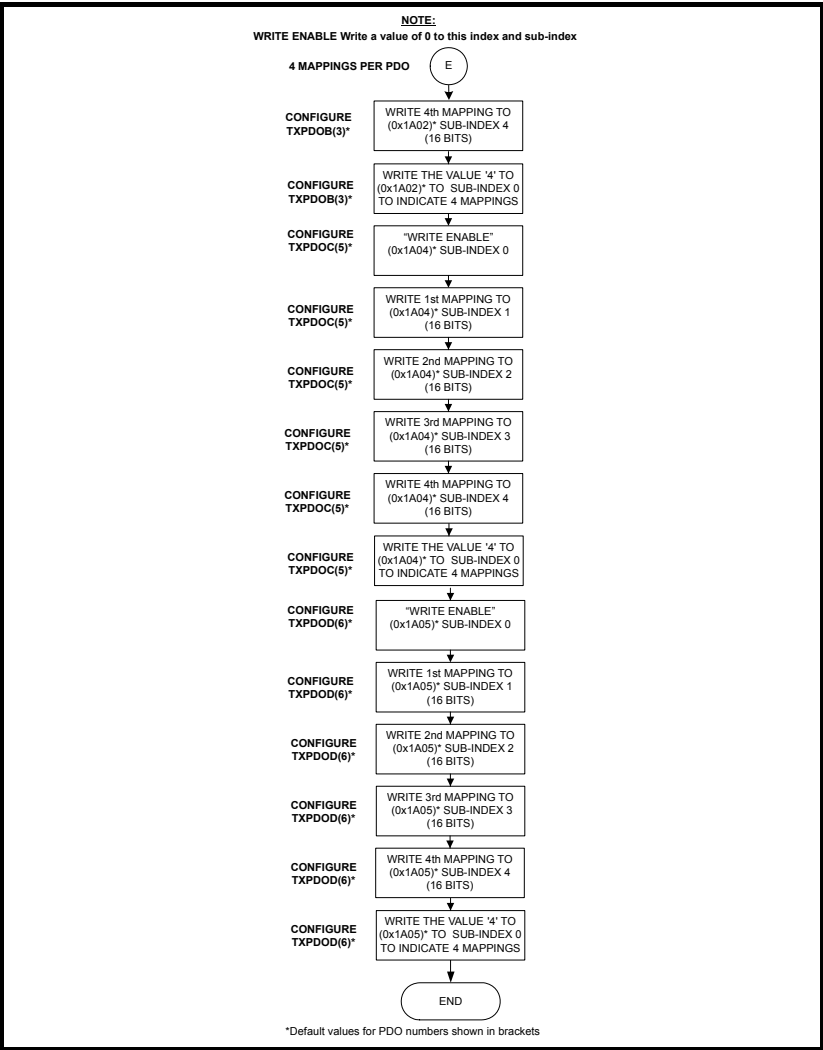 NOTE:
WRITE ENABLE Write a value of 0 to this index and sub-index
4 MAPPINGS PER PDO
E
CONFIGURE
TXPDOB(3)*
WRITE 4th MAPPING TO
(0x1A02)* SUB-INDEX 4
(16 BITS)
CONFIGURE
TXPDOB(3)*
WRITE THE VALUE '4' TO
(0x1A02)* TO SUB-INDEX 0
TO INDICATE 4 MAPPINGS
CONFIGURE
TXPDOC(5)*
“WRITE ENABLE”
(0x1A04)* SUB-INDEX 0
CONFIGURE
TXPDOC(5)*
WRITE 1st MAPPING TO
(0x1A04)* SUB-INDEX 1
(16 BITS)
CONFIGURE
TXPDOC(5)*
WRITE 2nd MAPPING TO
(0x1A04)* SUB-INDEX 2
(16 BITS)
CONFIGURE
TXPDOC(5)*
WRITE 3rd MAPPING TO
(0x1A04)* SUB-INDEX 3
(16 BITS)
CONFIGURE
TXPDOC(5)*
WRITE 4th MAPPING TO
(0x1A04)* SUB-INDEX 4
(16 BITS)
CONFIGURE
TXPDOC(5)*
WRITE THE VALUE '4' TO
(0x1A04)* TO SUB-INDEX 0
TO INDICATE 4 MAPPINGS
CONFIGURE
TXPDOD(6)*
“WRITE ENABLE”
(0x1A05)* SUB-INDEX 0
CONFIGURE
TXPDOD(6)*
WRITE 1st MAPPING TO
(0x1A05)* SUB-INDEX 1
(16 BITS)
CONFIGURE
TXPDOD(6)*
WRITE 2nd MAPPING TO
(0x1A05)* SUB-INDEX 2
(16 BITS)
CONFIGURE
TXPDOD(6)*
WRITE 3rd MAPPING TO
(0x1A05)* SUB-INDEX 3
(16 BITS)
CONFIGURE
TXPDOD(6)*
WRITE 4th MAPPING TO
(0x1A05)* SUB-INDEX 4
(16 BITS)
CONFIGURE
TXPDOD(6)*
WRITE THE VALUE '4' TO
(0x1A05)* TO SUB-INDEX 0
TO INDICATE 4 MAPPINGS
END
*Default values for PDO numbers shown in brackets